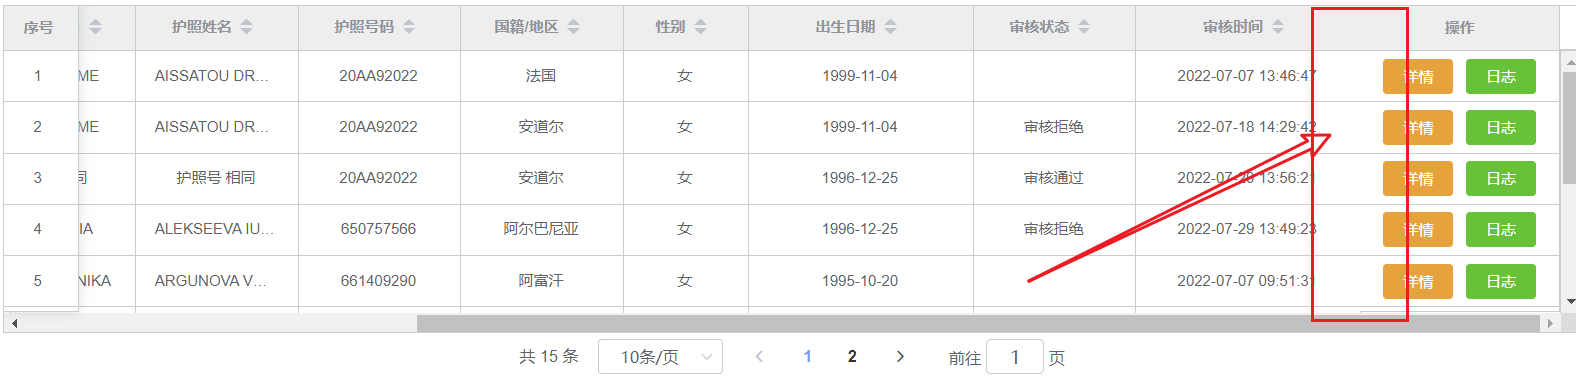 序号 护照姓名 护照号码 国籍/地区 性别 出生日期 审核状态 审核时间 操作
1 ME AISSATOU DR... 20AA92022 法国 女 1999-11-04 2022-07-07 13:46:47 详情 日志
2 ME AISSATOU DR... 20AA92022 安道尔 女 1999-11-04 审核拒绝 2022-07-18 14:29:42 详情 日志
3 同 护照号 相同 20AA92022 安道尔 女 1996-12-25 审核通过 2022-07-20 13:56:21 详情 日志
4 IA ALEKSEEVA IU... 650757566 阿尔巴尼亚 女 1996-12-25 审核拒绝 2022-07-29 13:49:23 详情 日志
5 NIKA ARGUNOVA V... 661409290 阿富汗 女 1995-10-20 2022-07-07 09:51:31 详情 日志
共 15 条 10条/页 1 2 前往 1 页